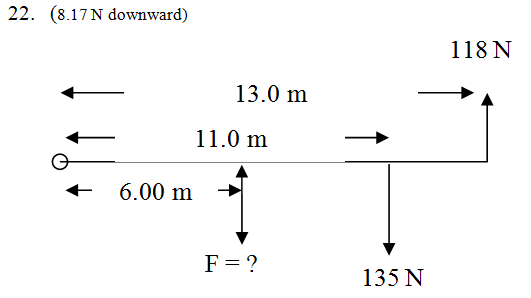 22. (8.17 N downward)
118 N
13.0 m
11.0 m
6.00 m
F = ?
135 N